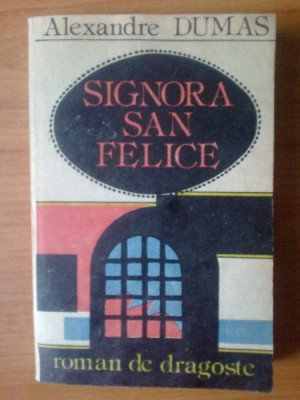 Alexandre DUMAS
SIGNORA
SAN
FELICE
roman de dragoste